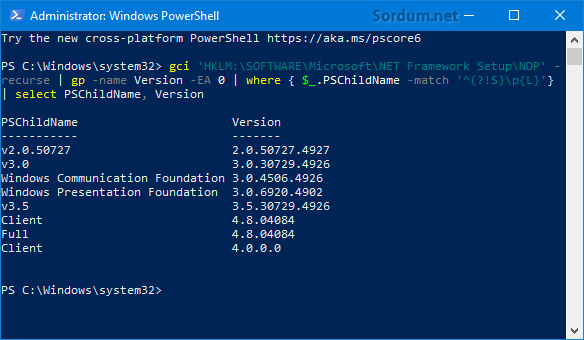 Administrator: Windows PowerShell
Sordum.net
Try the new cross-platform PowerShell https://aka.ms/pscore6
PS C:\Windows\system32> gci 'HKLM:\SOFTWARE\Microsoft\NET Framework Setup\NDP' -
recurse | gp -name Version -EA 0 | where { $_.PSChildName -match '^(?!S)\p{L}'}
| select PSChildName, Version
PSChildName Version
----------- -------
v2.0.50727 2.0.50727.4927
v3.0 3.0.30729.4926
Windows Communication Foundation 3.0.4506.4926
Windows Presentation Foundation 3.0.6920.4902
v3.5 3.5.30729.4926
Client 4.8.04084
Full 4.8.04084
Client 4.0.0.0
PS C:\Windows\system32>